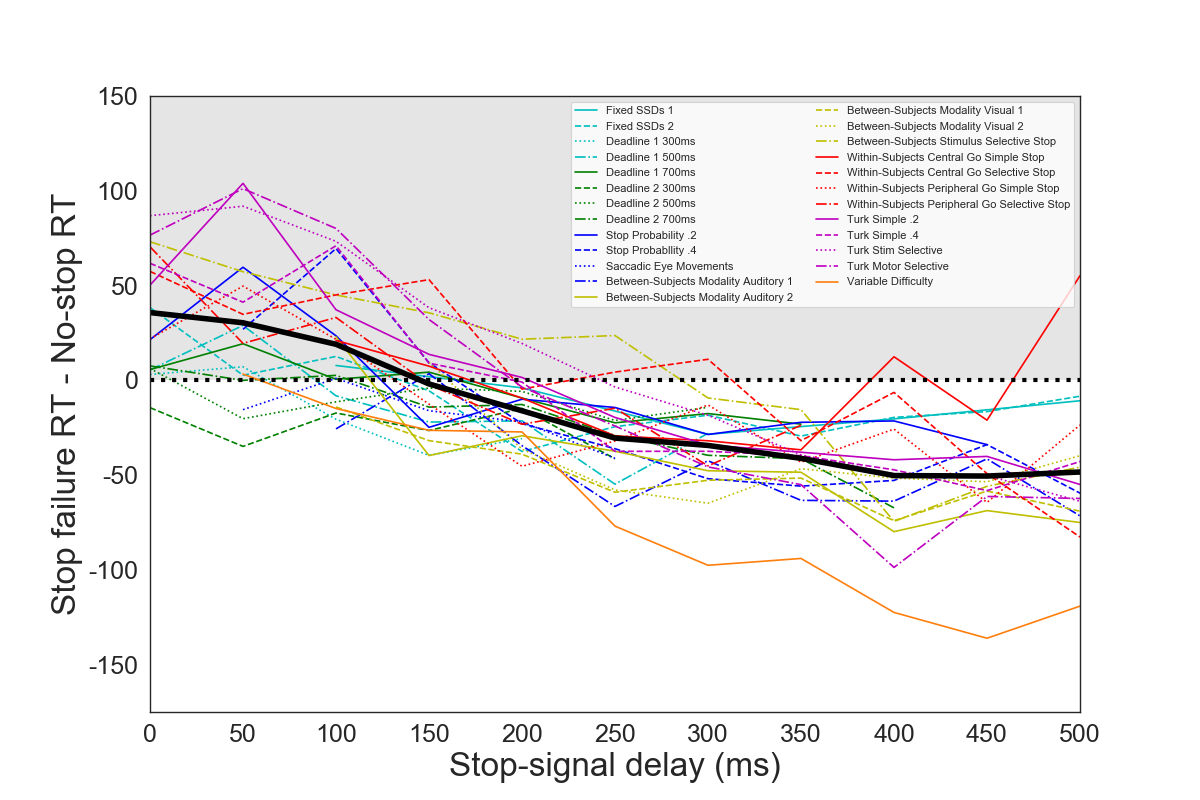 150
100
50
0
-50
-100
-150
Stop failure RT - No-stop RT
Fixed SSDs 1
Fixed SSDs 2
Deadline 1 300ms
Deadline 1 500ms
Deadline 1 700ms
Deadline 2 300ms
Deadline 2 500ms
Deadline 2 700ms
Stop Probability .2
Stop Probability .4
Saccadic Eye Movements
Between-Subjects Modality Auditory 1
Between-Subjects Modality Auditory 2
Between-Subjects Modality Visual 1
Between-Subjects Modality Visual 2
Between-Subjects Stimulus Selective Stop
Within-Subjects Central Go Simple Stop
Within-Subjects Central Go Selective Stop
Within-Subjects Peripheral Go Simple Stop
Within-Subjects Peripheral Go Selective Stop
Turk Simple .2
Turk Simple .4
Turk Stim Selective
Turk Motor Selective
Variable Difficulty
0 50 100 150 200 250 300 350 400 450 500
Stop-signal delay (ms)